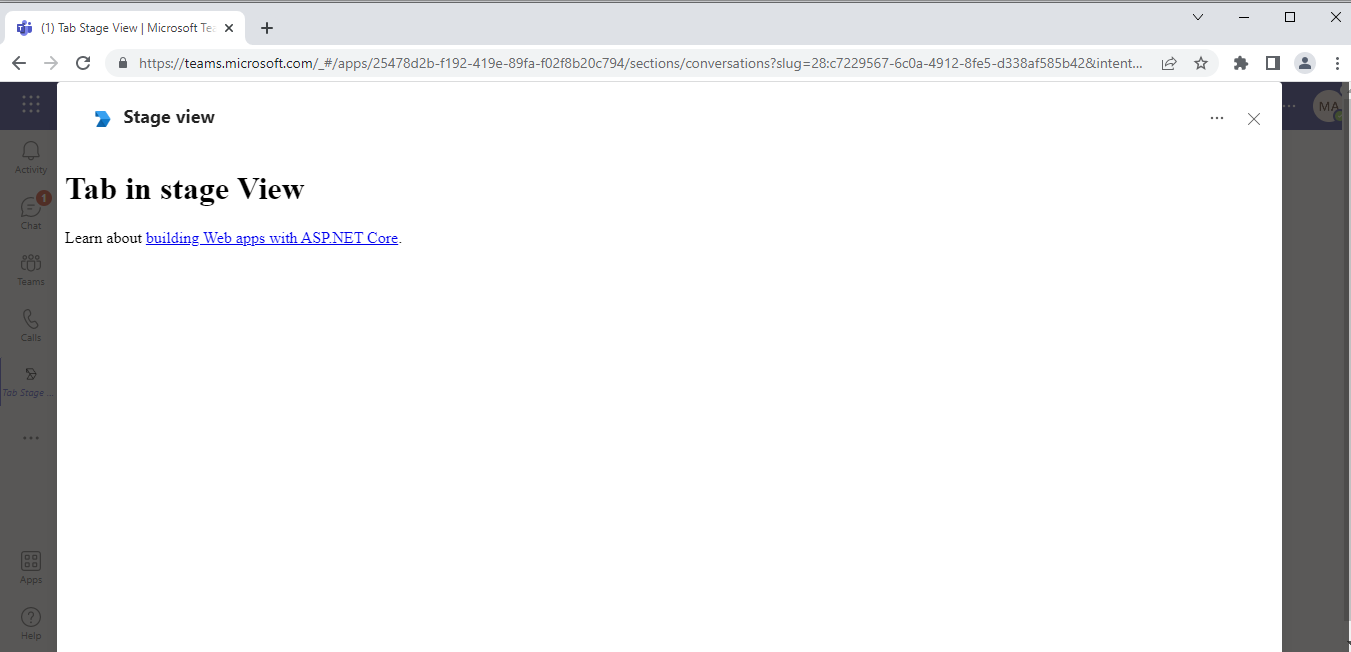 (1) Tab Stage View | Microsoft Tea
https://teams.microsoft.com/_#/apps/25478d2b-f192-419e-89fa-f02f8b20c794/sections/conversations?slug=28:c7229567-6c0a-4912-8fe5-d338af585b42&intent...
Stage view
MA
Tab in stage View
Learn about building Web apps with ASP.NET Core.
Activity
1
Chat
Teams
Calls
Tab Stage ...
Apps
Help